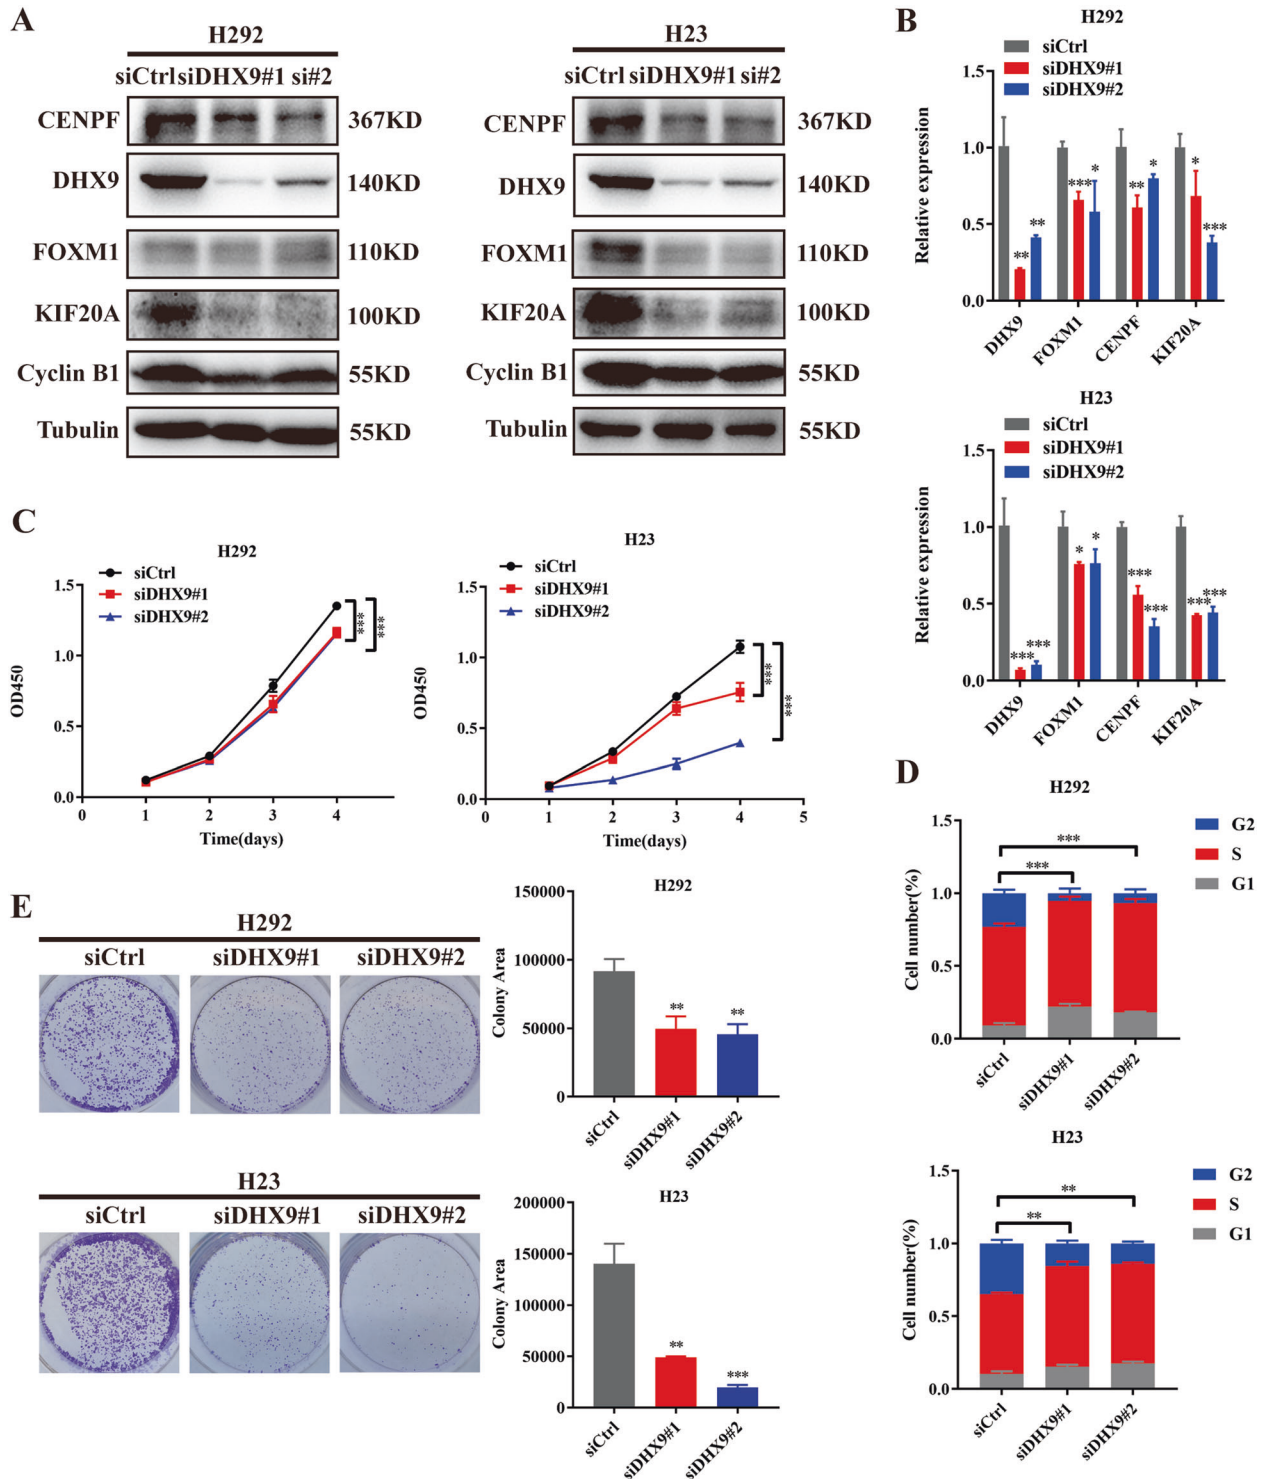 A
H292
siCtrl siDHX9#1 si#2
CENPF 367KD
DHX9 140KD
FOXM1 110KD
KIF20A 100KD
Cyclin B1 55KD
Tubulin 55KD
H23
siCtrl siDHX9#1 si#2
CENPF 367KD
DHX9 140KD
FOXM1 110KD
KIF20A 100KD
Cyclin B1 55KD
Tubulin 55KD
B
H292
siCtrl
siDHX9#1
siDHX9#2
Relative expression
1.5
1.0
0.5
0.0
** ** *** * ** * * ***
DHX9 FOXM1 CENPF KIF20A
H23
siCtrl
siDHX9#1
siDHX9#2
Relative expression
1.5
1.0
0.5
0.0
*** *** * * *** *** *** ***
DHX9 FOXM1 CENPF KIF20A
C
H292
siCtrl
siDHX9#1
siDHX9#2
OD450
1.5
1.0
0.5
0.0
0 1 2 3 4
Time(days)
*** ***
H23
siCtrl
siDHX9#1
siDHX9#2
OD450
1.5
1.0
0.5
0.0
0 1 2 3 4 5
Time(days)
*** ***
D
H292
G2
S
G1
Cell number(%)
1.5
1.0
0.5
0.0
***
***
siCtrl siDHX9#1 siDHX9#2
H23
G2
S
G1
Cell number(%)
1.5
1.0
0.5
0.0
**
**
siCtrl siDHX9#1 siDHX9#2
E
H292
siCtrl siDHX9#1 siDHX9#2
H292
Colony Area
150000
100000
50000
0
** **
siCtrl siDHX9#1 siDHX9#2
H23
siCtrl siDHX9#1 siDHX9#2
H23
Colony Area
200000
150000
100000
50000
0
** ***
siCtrl siDHX9#1 siDHX9#2